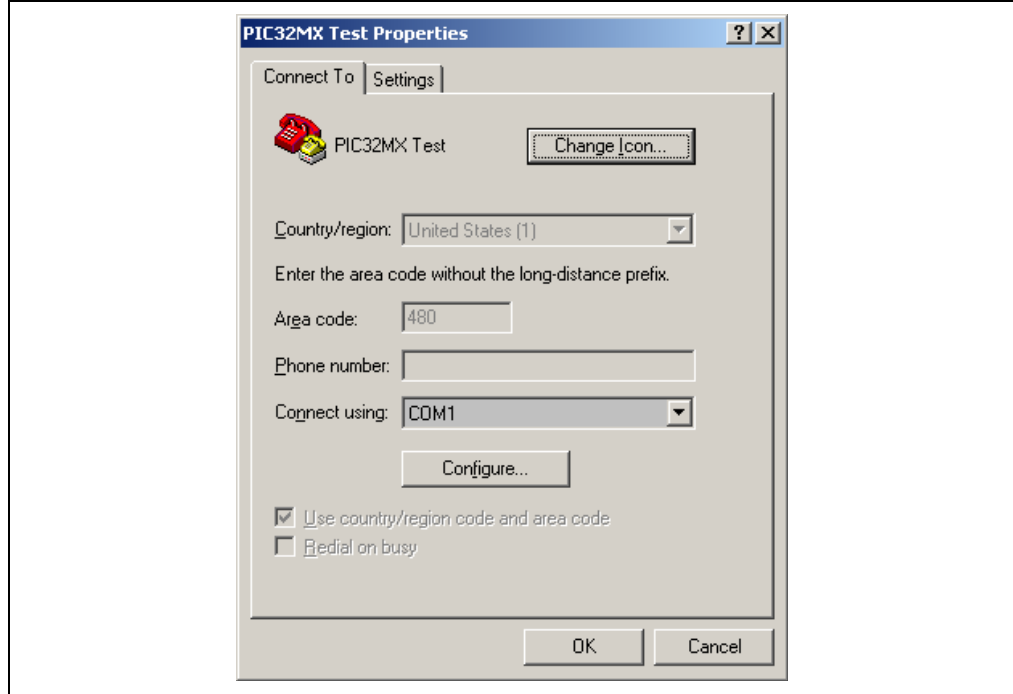 PIC32MX Test Properties
Connect To Settings
PIC32MX Test Change Icon...
Country/region: United States (1)
Enter the area code without the long-distance prefix.
Area code: 480
Phone number:
Connect using: COM1
Configure...
Use country/region code and area code
Redial on busy
OK Cancel